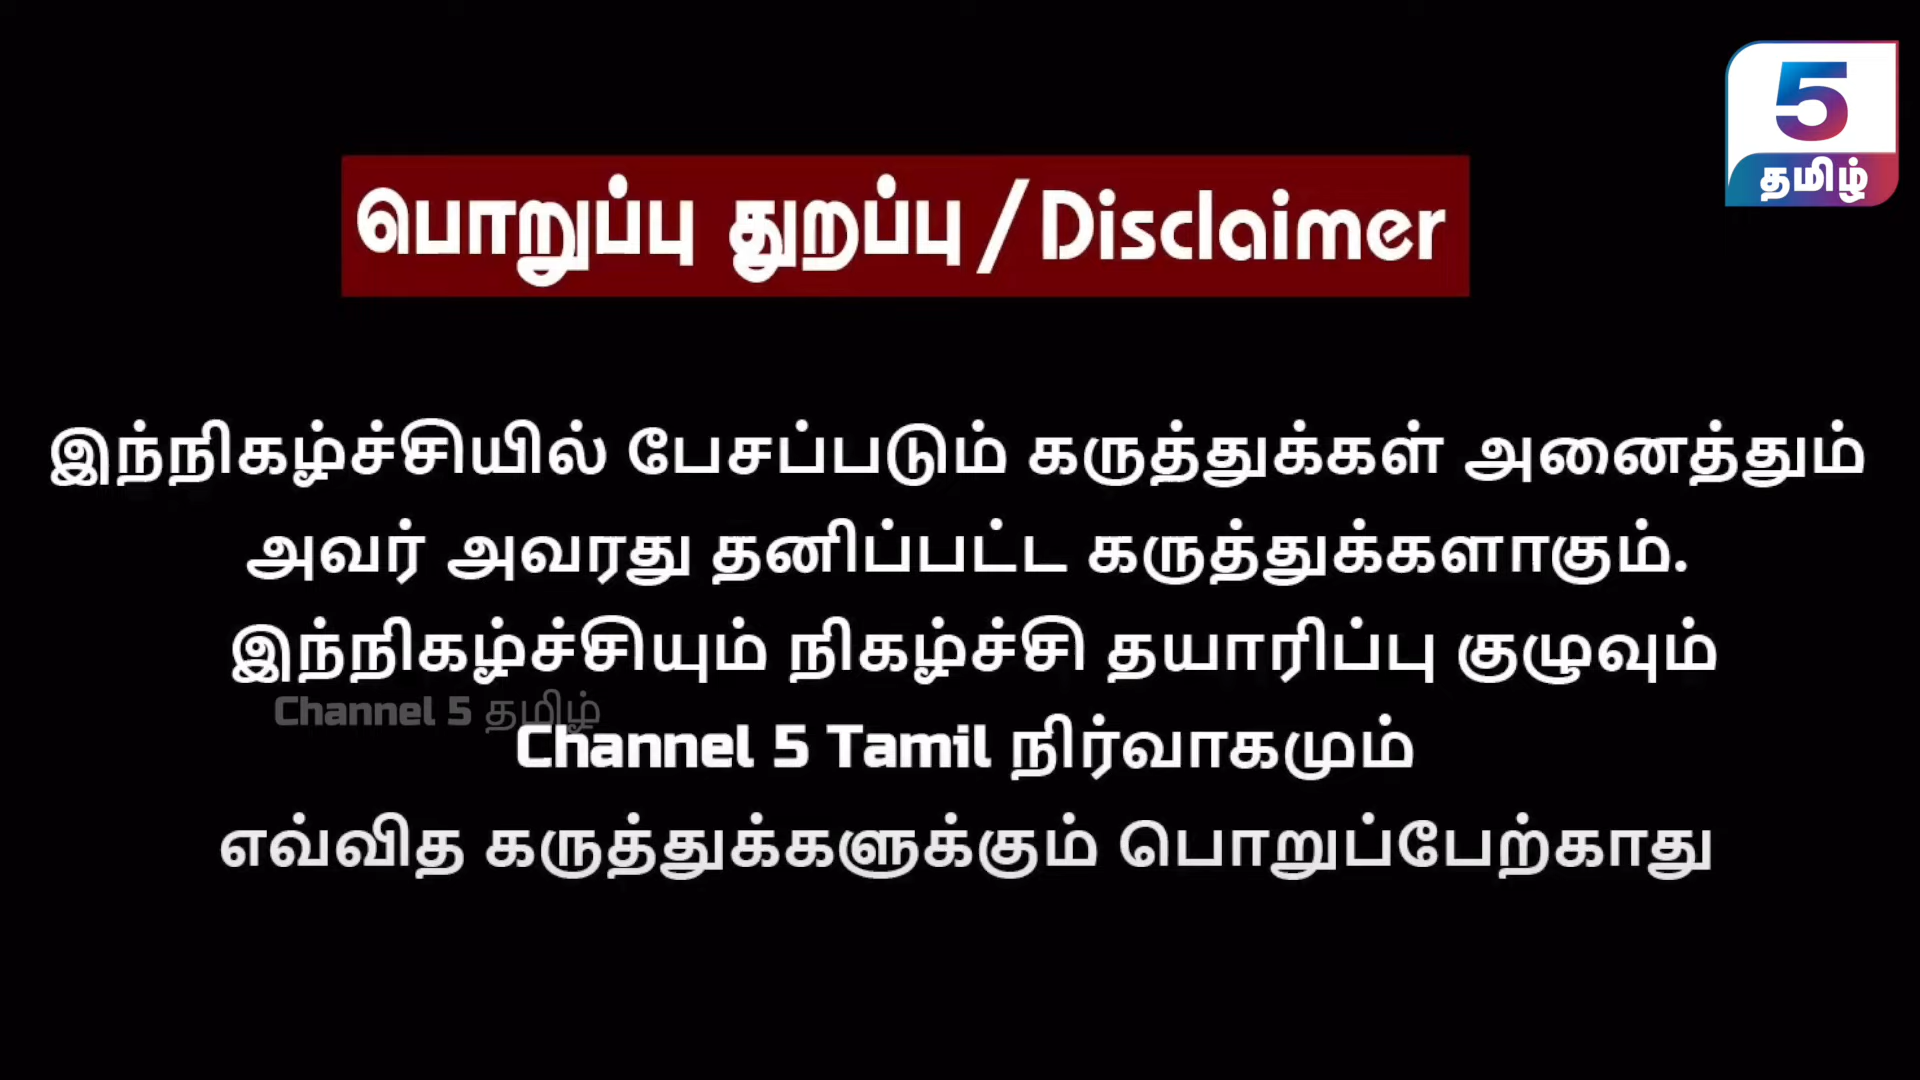 5
தமிழ்
பொறுப்பு துறப்பு / Disclaimer
இந்நிகழ்ச்சியில் பேசப்படும் கருத்துக்கள் அனைத்தும்
அவர் அவரது தனிப்பட்ட கருத்துக்களாகும்.
இந்நிகழ்ச்சியும் நிகழ்ச்சி தயாரிப்பு குழுவும்
Channel 5 தமிழ்
Channel 5 Tamil நிர்வாகமும்
எவ்வித கருத்துக்களுக்கும் பொறுப்பேற்காது